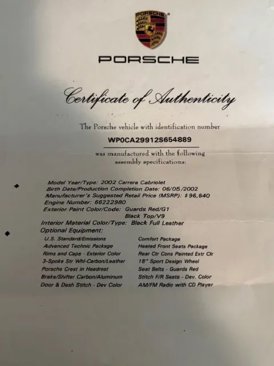 PORSCHE
Certificate of Authenticity
The Porsche vehicle with identification number
WP0CA29912S654889
was manufactured with the following
assembly specifications:
Model Year/Type: 2002 Carrera Cabriolet
Birth Date/Production Completion Date: 06/05/2002
Manufacturer's Suggested Retail Price (MSRP): $96,640
Engine Number: 66222980
Exterior Paint Color/Code: Guards Red/G1
Black Top/V9
Interior Material Color/Type: Black Full Leather
Optional Equipment:
U.S. Standard/Emissions
Advanced Technic Package
Rims and Caps Exterior Color
3-Spoke Str Whl-Carbon/Leather
Porsche Crest in Headrest
Brake/Shifter Carbon/Aluminum
Door & Dash Stitch - Dev Color
Comfort Package
Heated Front Seats Package
Rear Ctr Cons Painted Extr Clr
18" Sport Design Wheel
Seat Belts - Guards Red
Stitch F/R Seats - Dev. Color
AM/FM Radio with CD Player